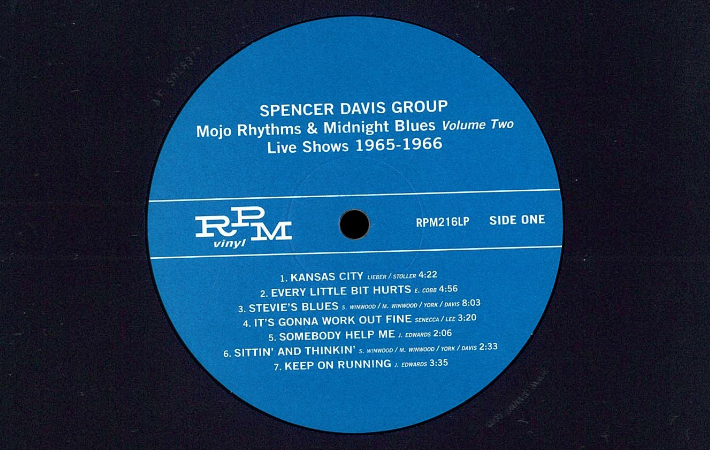 SPENCER DAVIS GROUP
Mojo Rhythms & Midnight Blues Volume Two
Live Shows 1965-1966
RPM
vinyl
RPM216LP SIDE ONE
1. KANSAS CITY LIEBER / STOLLER 4:22
2. EVERY LITTLE BIT HURTS E. COBB 4:56
3. STEVIE'S BLUES S. WINWOOD / M. WINWOOD / YORK / DAVIS 8:03
4. IT'S GONNA WORK OUT FINE SENECCA / LEE 3:20
5. SOMEBODY HELP ME J. EDWARDS 2:06
6. SITTIN' AND THINKIN' S. WINWOOD / M. WINWOOD / YORK / DAVIS 2:33
7. KEEP ON RUNNING J. EDWARDS 3:35